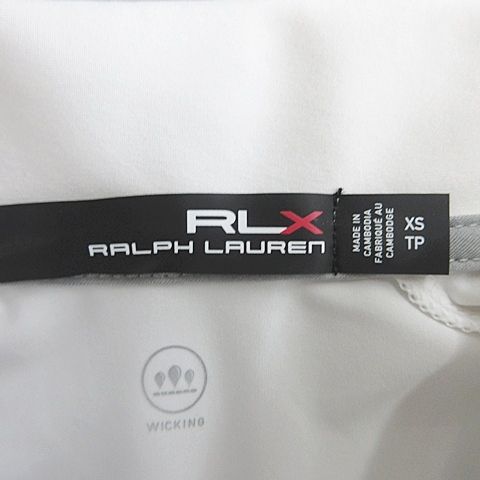 RLX
RALPH LAUREN
MADE IN
CAMBODIA
FABRIQUÉ AU
CAMBODGE
XS
TP
WICKING